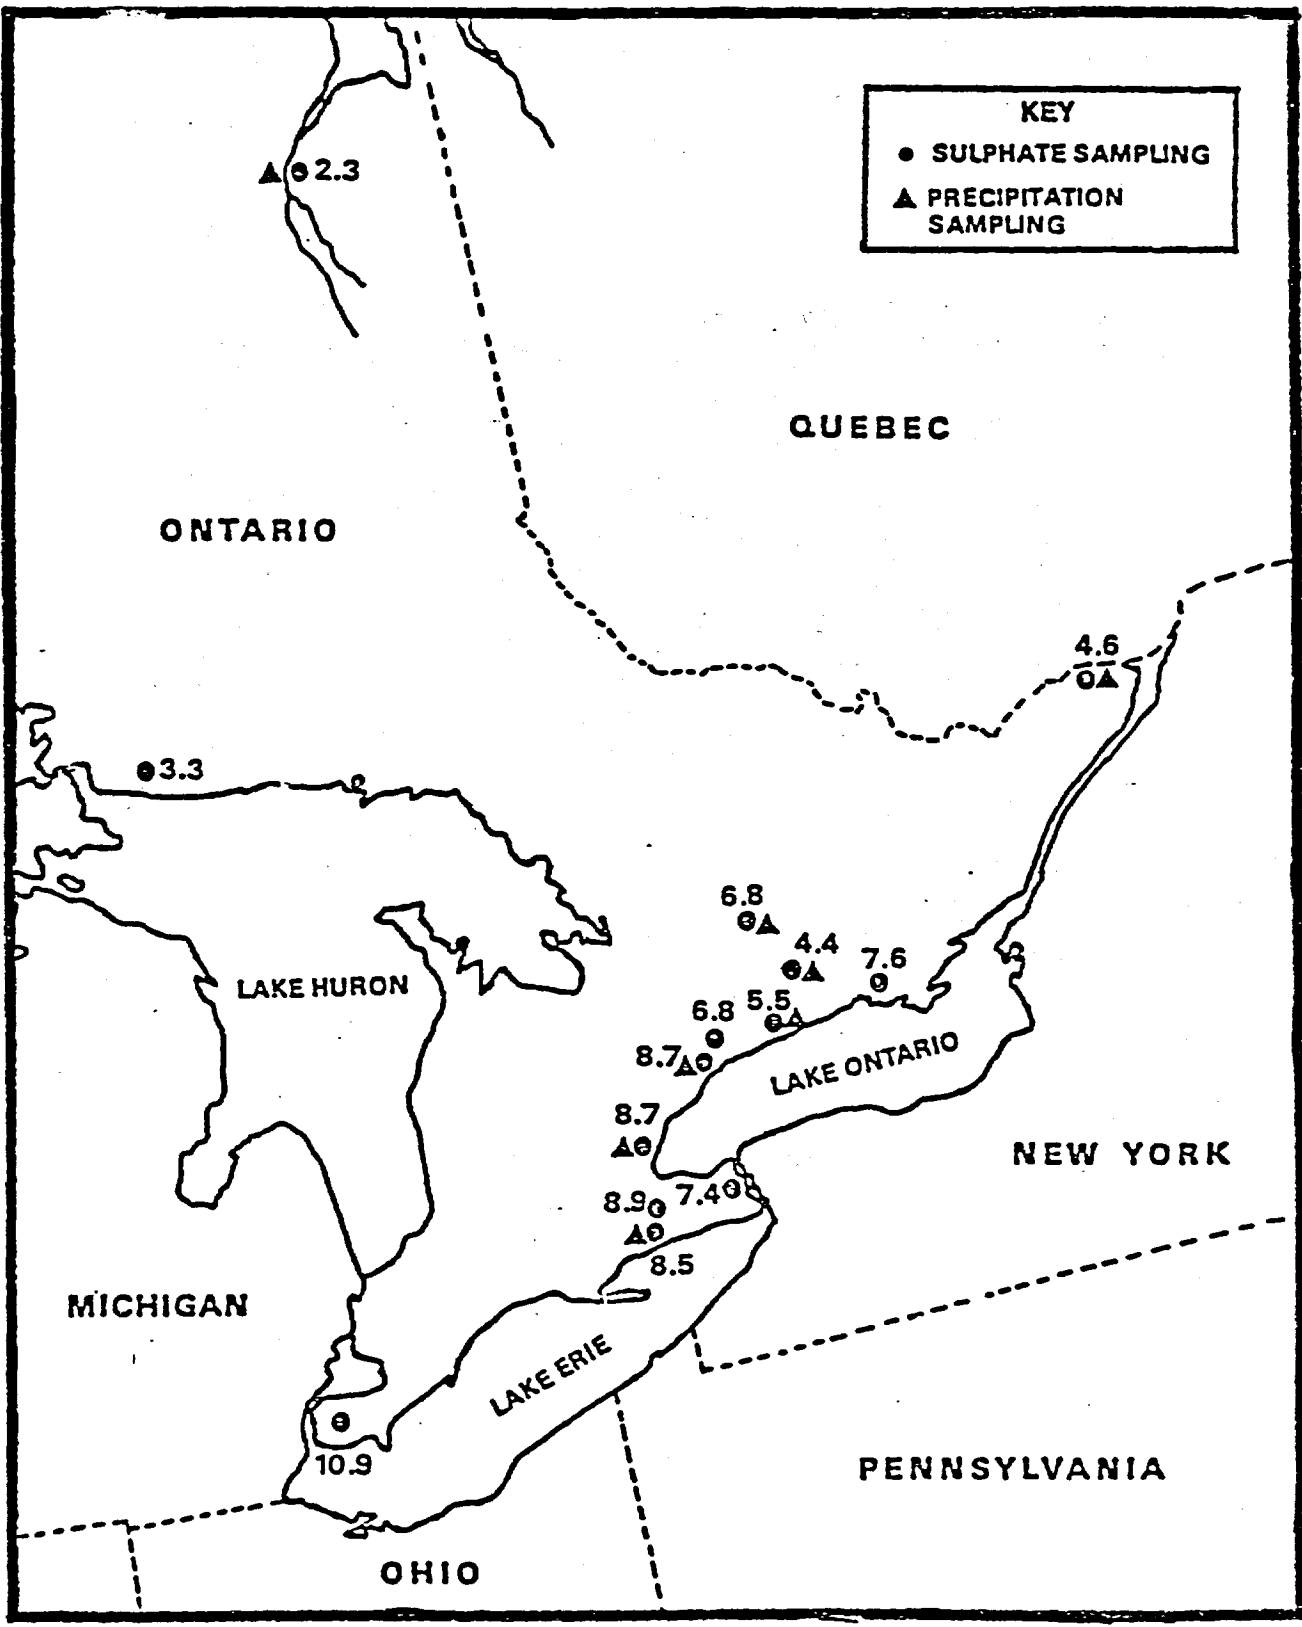 KEY
SULPHATE SAMPLING
PRECIPITATION
SAMPLING
2.3
QUEBEC
ONTARIO
4.6
3.3
6.8
4.4
7.6
LAKE HURON
5.5
6.8
8.7
LAKE ONTARIO
8.7
NEW YORK
7.4
8.9
8.5
MICHIGAN
LAKE ERIE
10.9
PENNSYLVANIA
OHIO